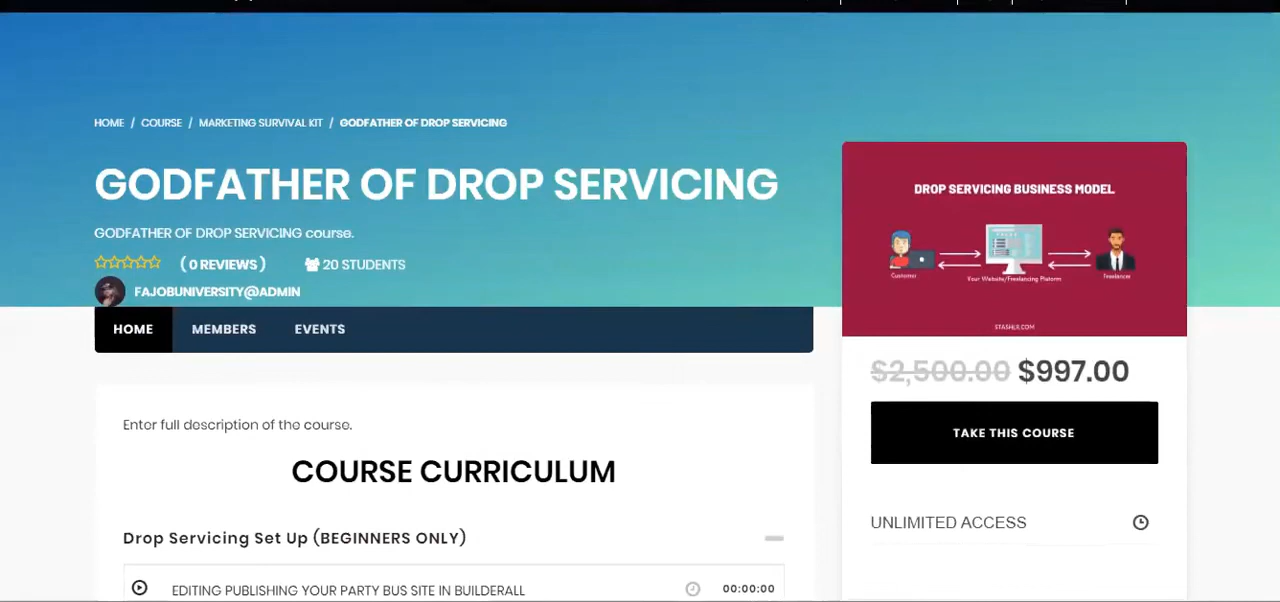 HOME / COURSE / MARKETING SURVIVAL KIT / GODFATHER OF DROP SERVICING
GODFATHER OF DROP SERVICING
GODFATHER OF DROP SERVICING course.
( 0 REVIEWS ) 20 STUDENTS
FAJOBUNIVERSITY@ADMIN
HOME MEMBERS EVENTS
Enter full description of the course.
COURSE CURRICULUM
Drop Servicing Set Up (BEGINNERS ONLY)
EDITING PUBLISHING YOUR PARTY BUS SITE IN BUILDERALL 00:00:00
DROP SERVICING BUSINESS MODEL
Customer Your Website/Freelancing Platform Freelancer
STASHEX.COM
$2,500.00 $997.00
TAKE THIS COURSE
UNLIMITED ACCESS